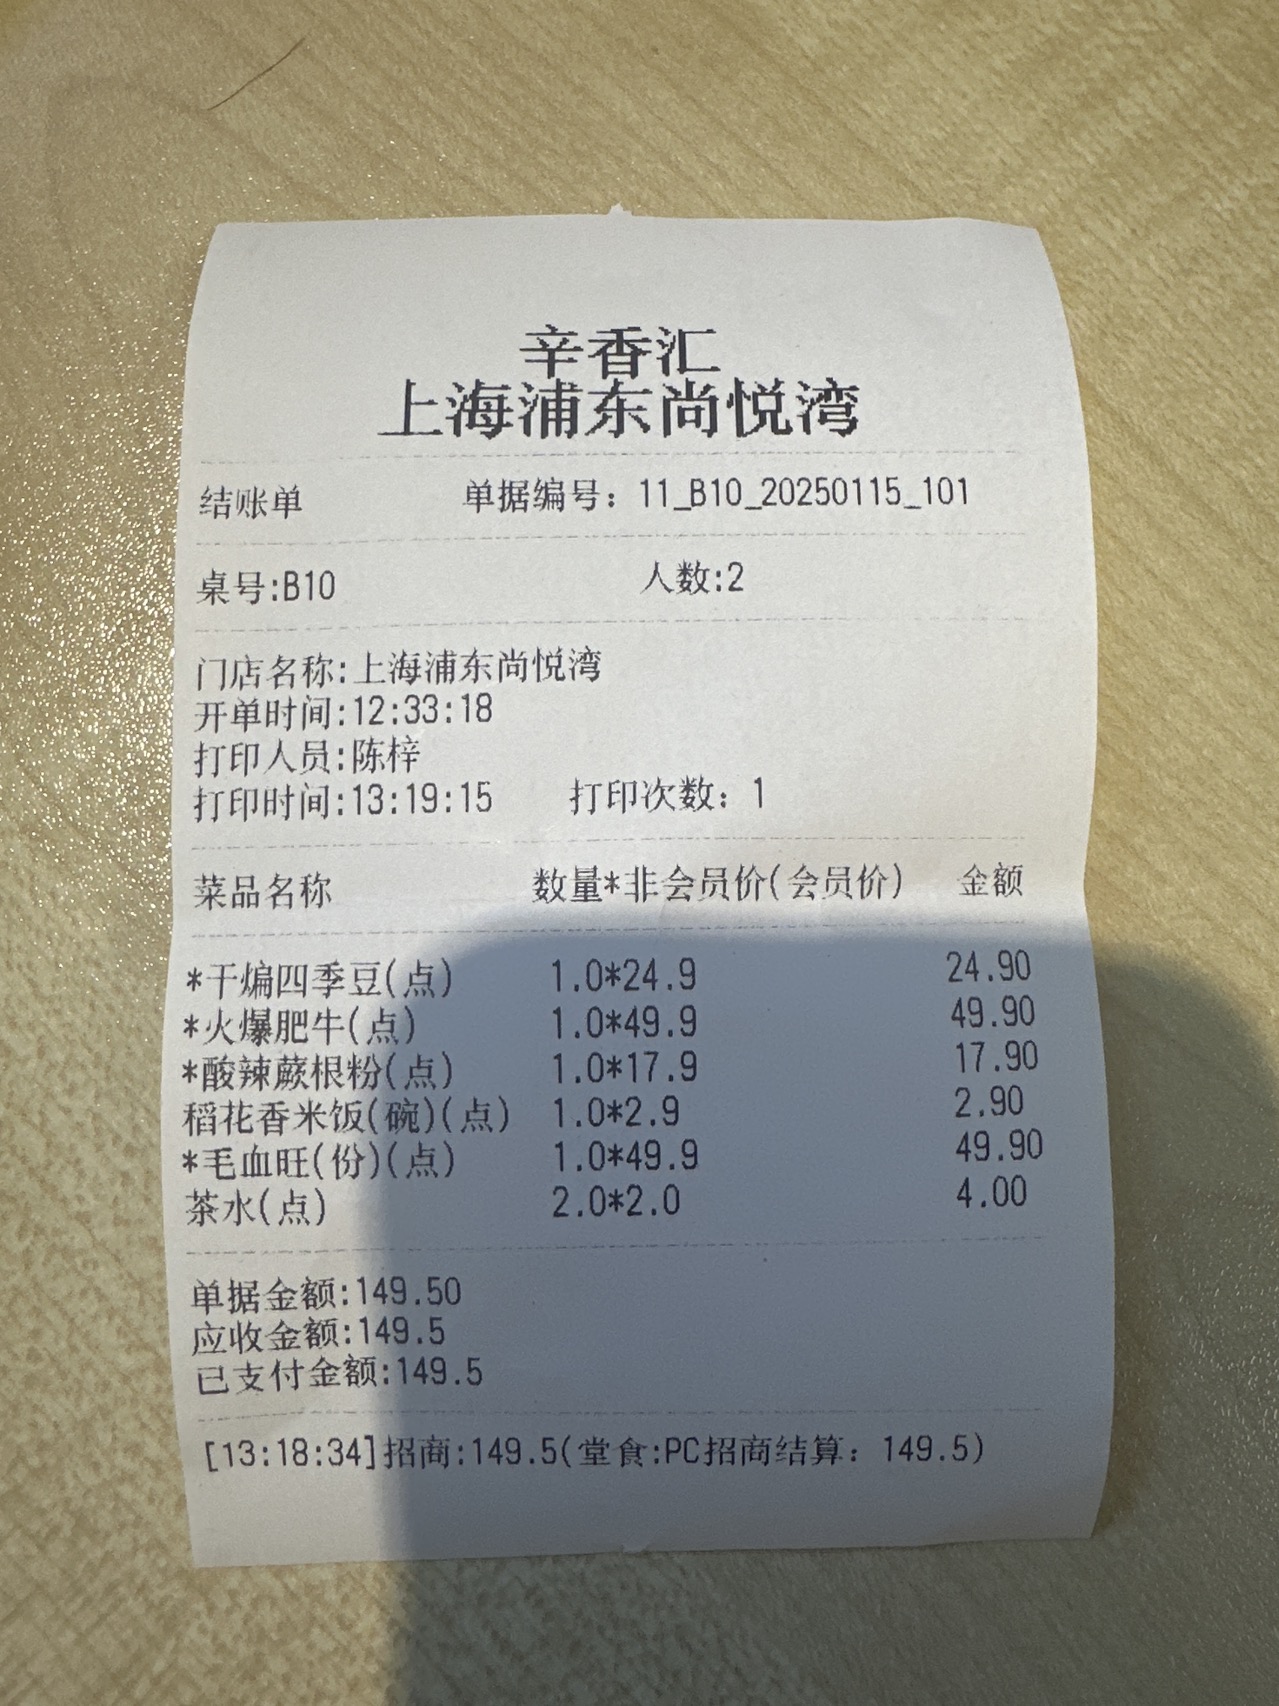 辛香汇
上海浦东尚悦湾
结账单 单据编号：11_B10_20250115_101
桌号:B10 人数:2
门店名称:上海浦东尚悦湾
开单时间:12:33:18
打印人员:陈梓
打印时间:13:19:15 打印次数：1
菜品名称 数量*非会员价(会员价) 金额
*干煸四季豆(点) 1.0*24.9 24.90
*火爆肥牛(点) 1.0*49.9 49.90
*酸辣蕨根粉(点) 1.0*17.9 17.90
稻花香米饭(碗)(点) 1.0*2.9 2.90
*毛血旺(份)(点) 1.0*49.9 49.90
茶水(点) 2.0*2.0 4.00
单据金额:149.50
应收金额:149.5
已支付金额:149.5
[13:18:34]招商:149.5(堂食:PC招商结算：149.5)